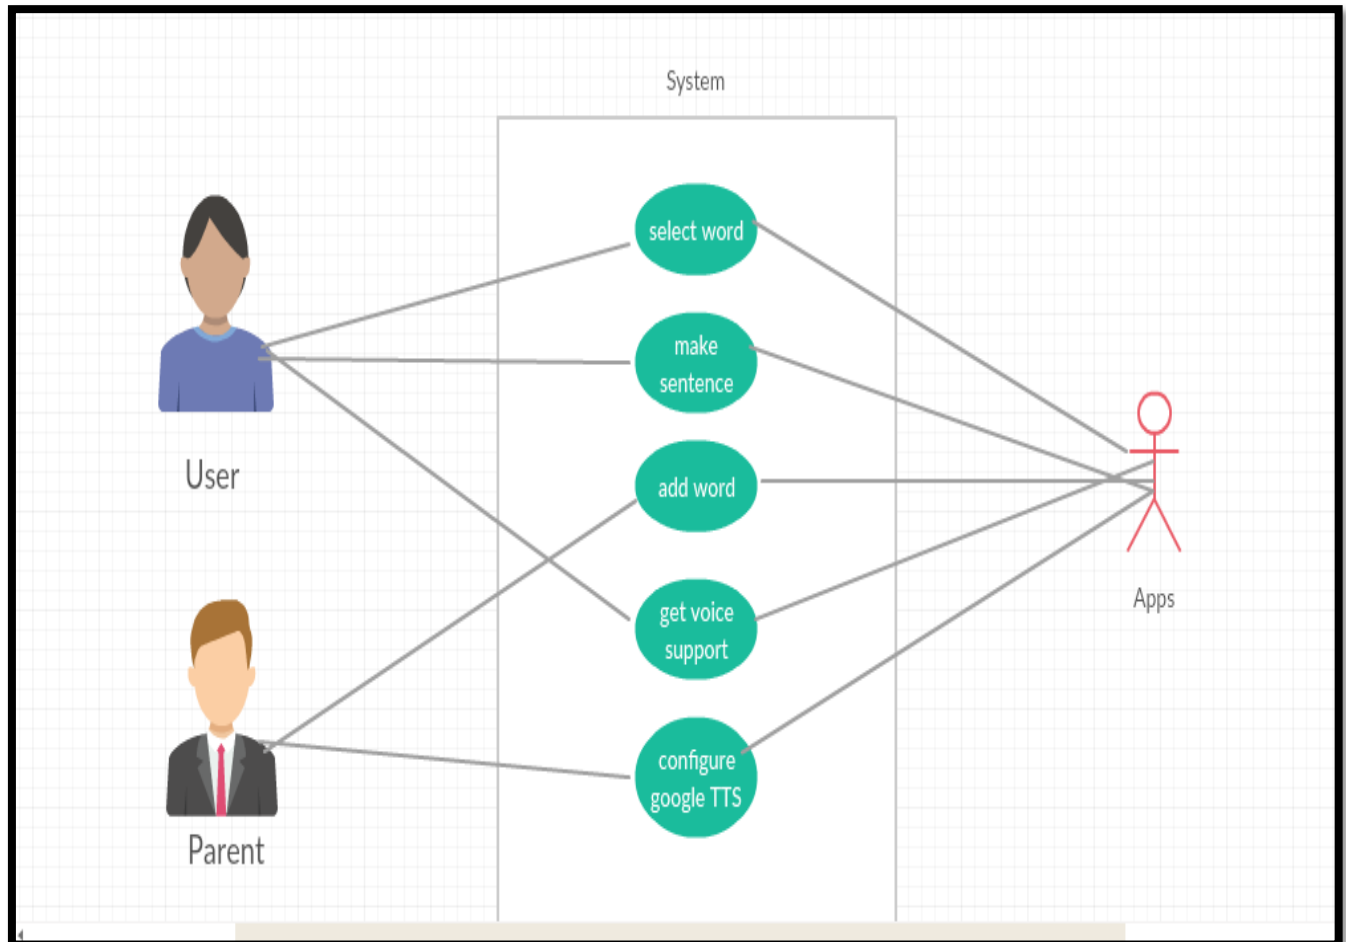 System
select word
make
sentence
add word
get voice
support
configure
google TTS
User
Parent
Apps